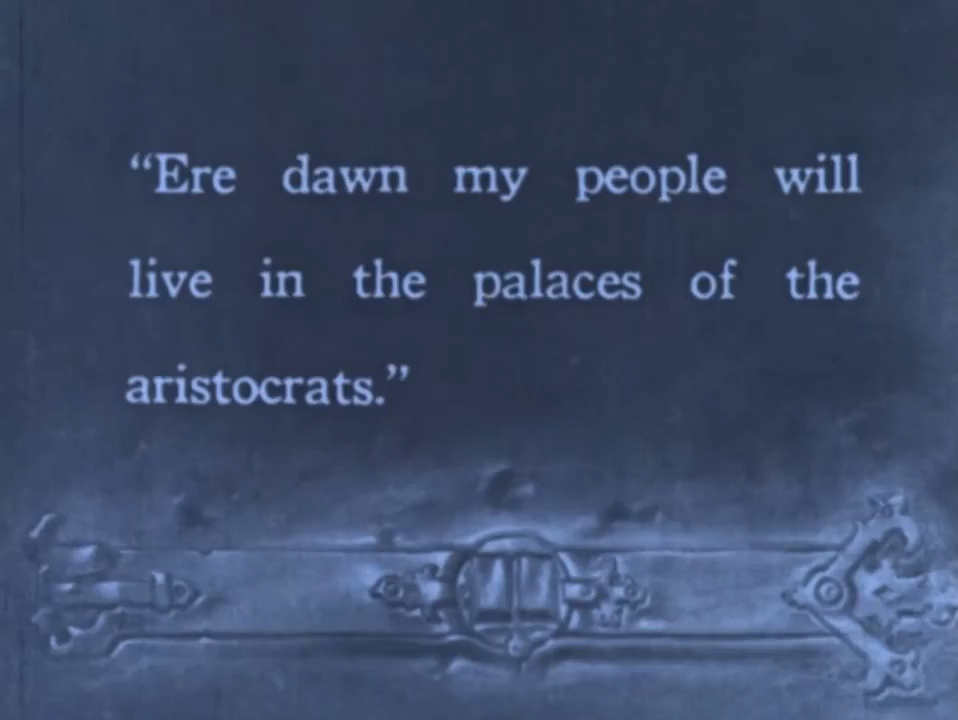 “Ere dawn my people will
live in the palaces of the
aristocrats.”